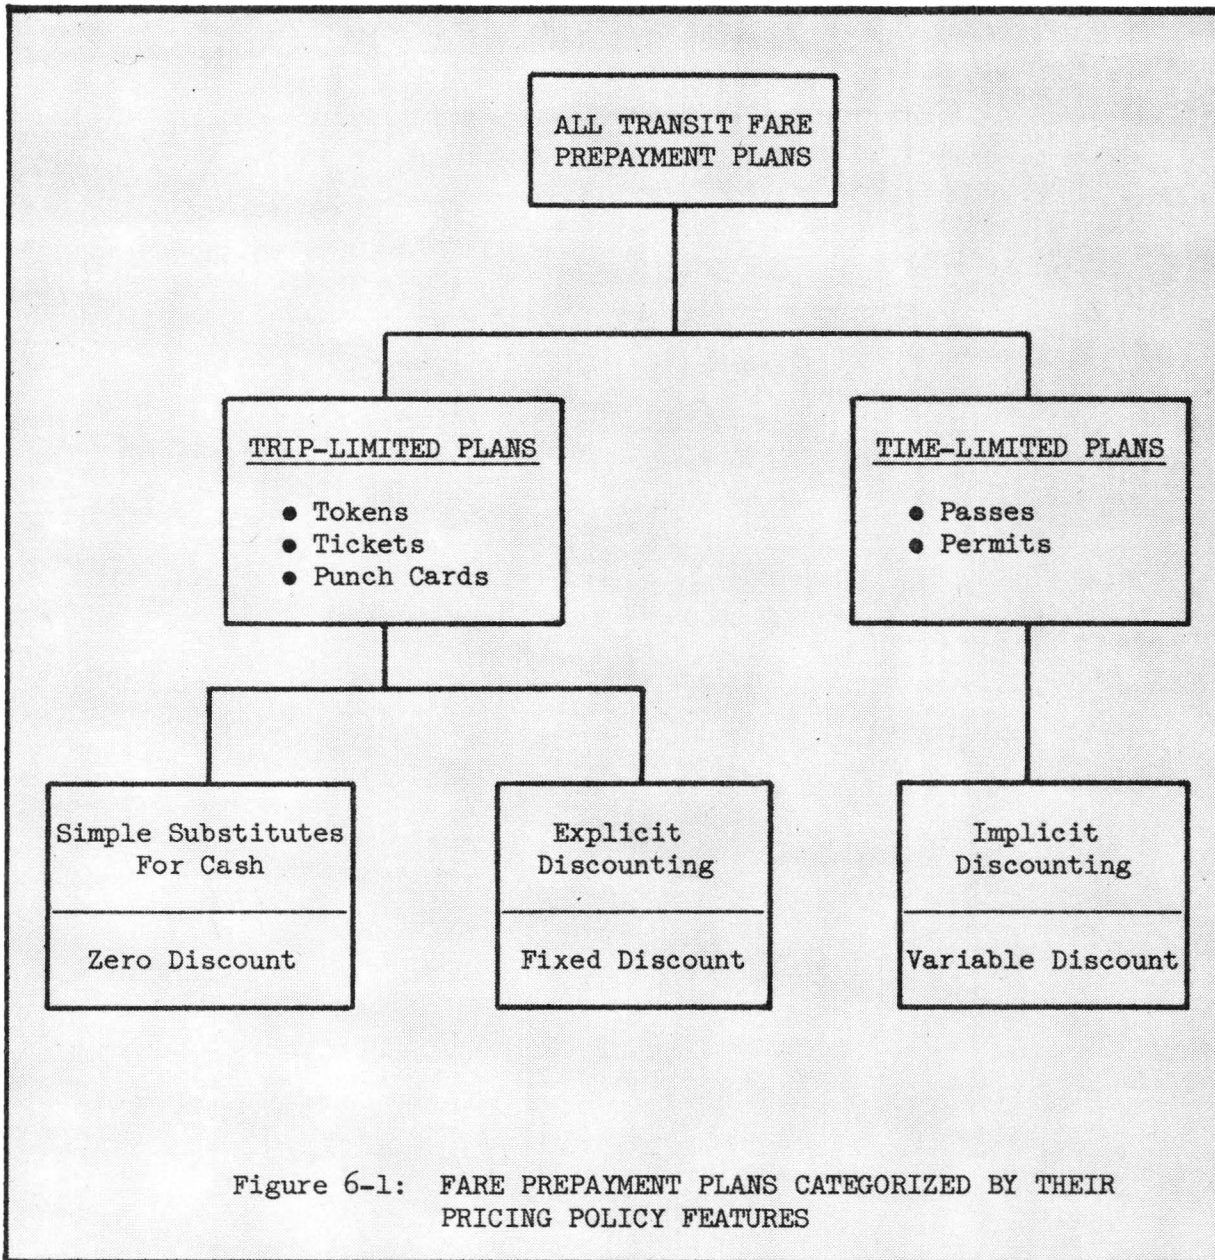 ALL TRANSIT FARE
PREPAYMENT PLANS
TRIP-LIMITED PLANS
● Tokens
● Tickets
● Punch Cards
TIME-LIMITED PLANS
● Passes
● Permits
Simple Substitutes
For Cash
Zero Discount
Explicit
Discounting
Fixed Discount
Implicit
Discounting
Variable Discount
Figure 6-1: FARE PREPAYMENT PLANS CATEGORIZED BY THEIR
PRICING POLICY FEATURES